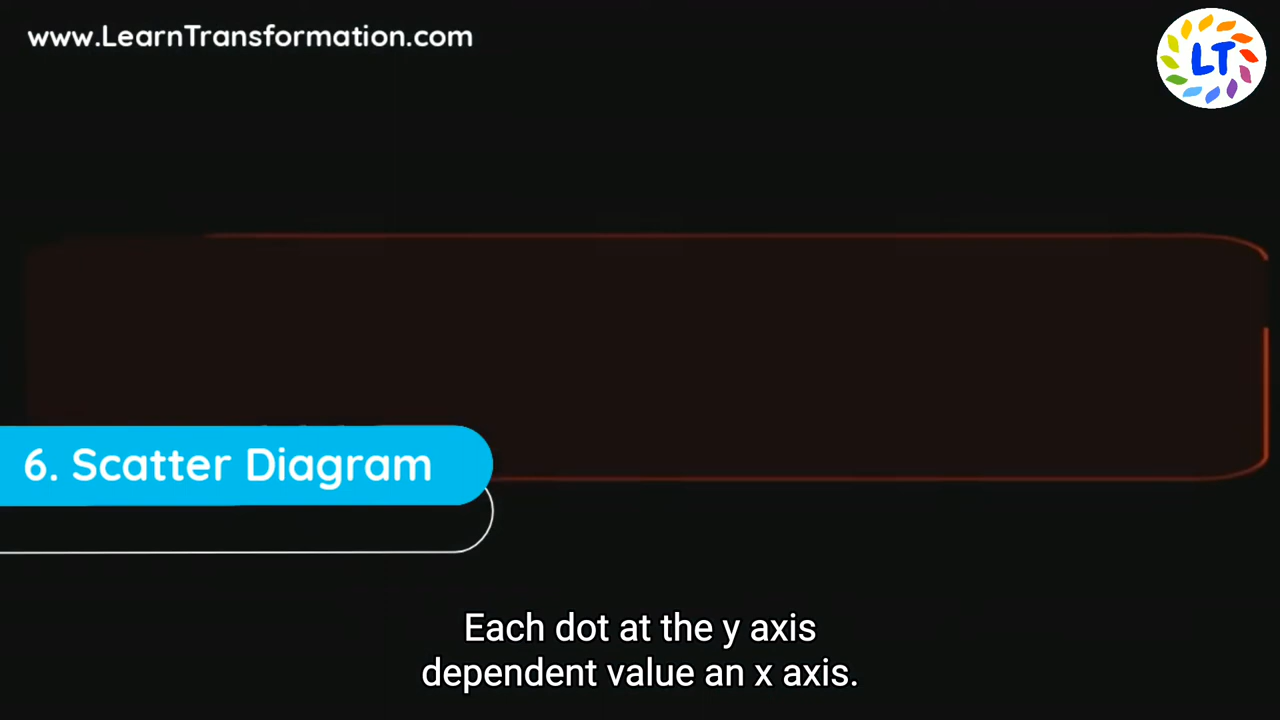 www.LearnTransformation.com
LT
6. Scatter Diagram
Each dot at the y axis
dependent value an x axis.